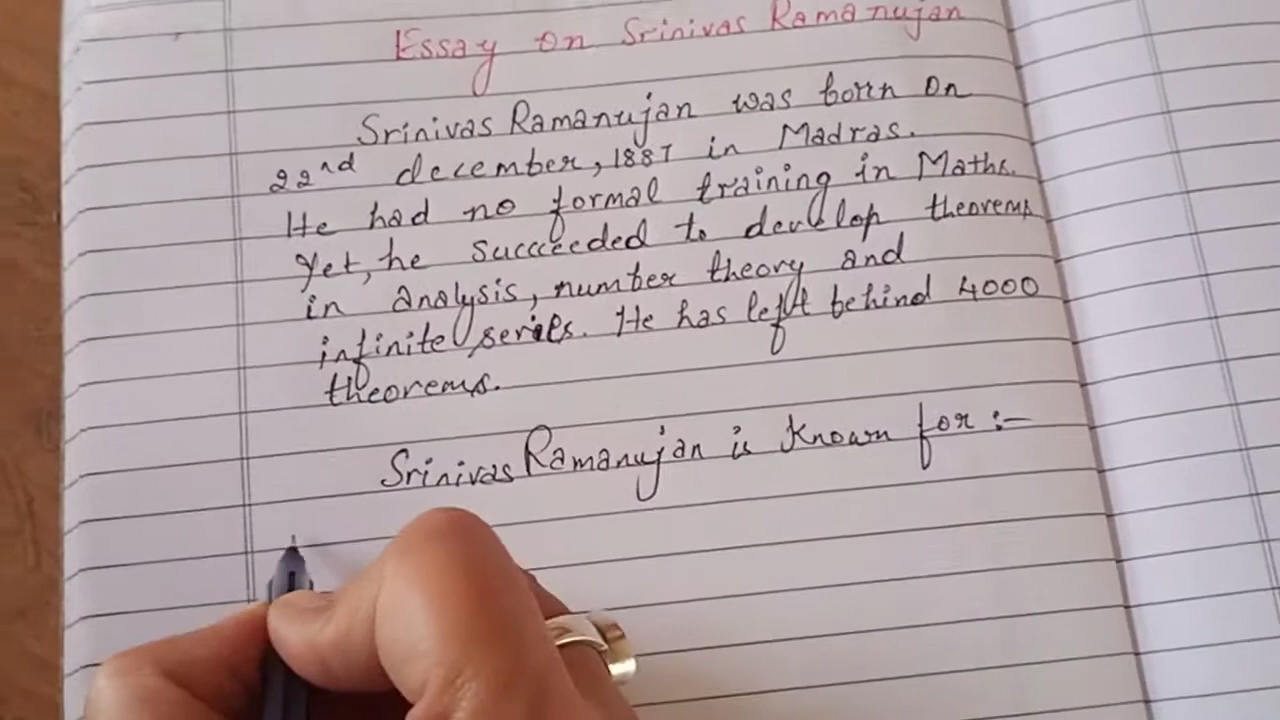 Essay on Srinivas Ramanujan
Srinivas Ramanujan was born on
22nd december, 1887 in Madras.
He had no formal training in Maths.
Yet, he succeeded to develop theorems
in analysis, number theory and
infinite series. He has left behind 4000
theorems.
Srinivas Ramanujan is known for :-